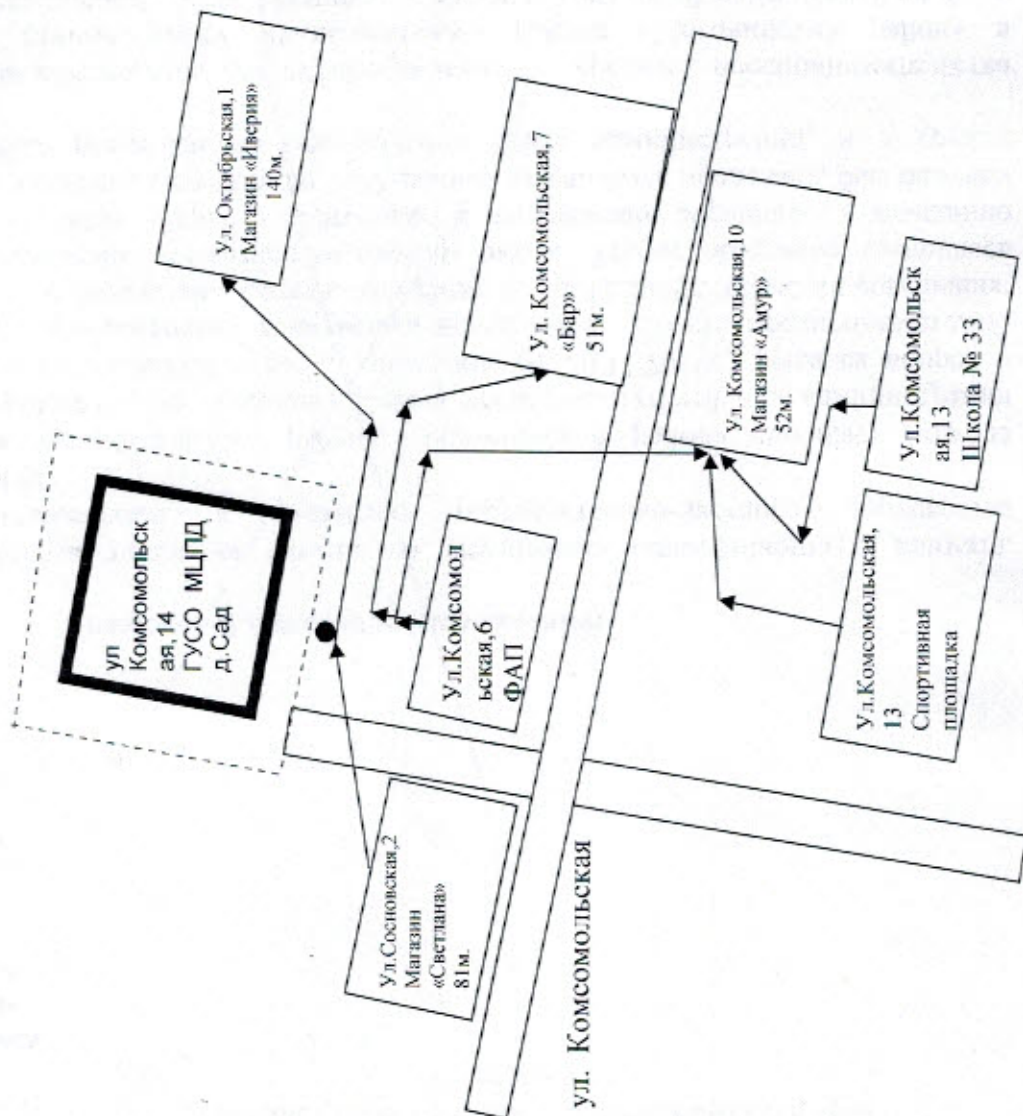 Ул. Октябрьская,1
Магазин «Иверия»
140м.
Ул.Комсомольская,7
«Бар»
51м.
ул
Комсомольск
ая,14
ГУСО МЦПД
д.Сад
Ул.Комсомольская,10
Магазин «Амур»
52м.
Ул.Комсомол
ьская,6
ФАП
ул.Комсомольск
ая,13
Школа № 33
Ул.Комсомольская,
13
Спортивная
площадка
Ул.Сосновская,2
Магазин
«Светлана»
81м.
ул. Комсомольская